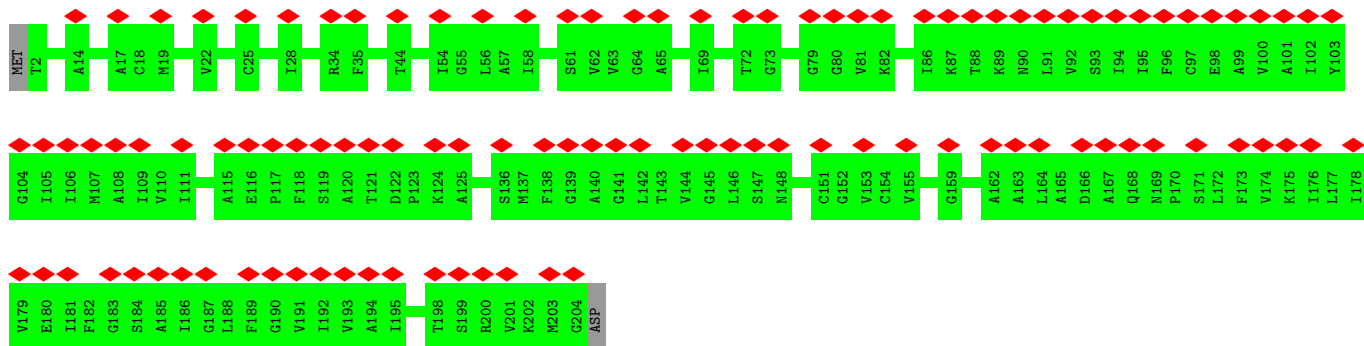 MET T2 A14 A17 C18 M19 V22 C25 I28 R34 F35 T44 I54 G55 L56 A57 I58 S61 V62 V63 G64 A65 I69 T72 G73 G79 G80 V81 K82 I86 K87 T88 K89 N90 L91 V92 S93 I94 I95 F96 C97 E98 A99 V100 A101 I102 Y103
G104 I105 I106 M107 A108 I109 V110 I111 A115 E116 P117 F118 S119 A120 T121 D122 P123 K124 A125 S136 M137 F138 G139 A140 G141 L142 T143 V144 G145 L146 S147 N148 C151 G152 V153 C154 V155 G159 A162 A163 L164 A165 D166 A167 Q168 N169 P170 S171 L172 F173 V174 K175 I176 L177 I178
V179 E180 I181 F182 G183 S184 A185 I186 G187 L188 F189 G190 V191 I192 V193 A194 I195 T198 S199 R200 V201 K202 M203 G204 ASP